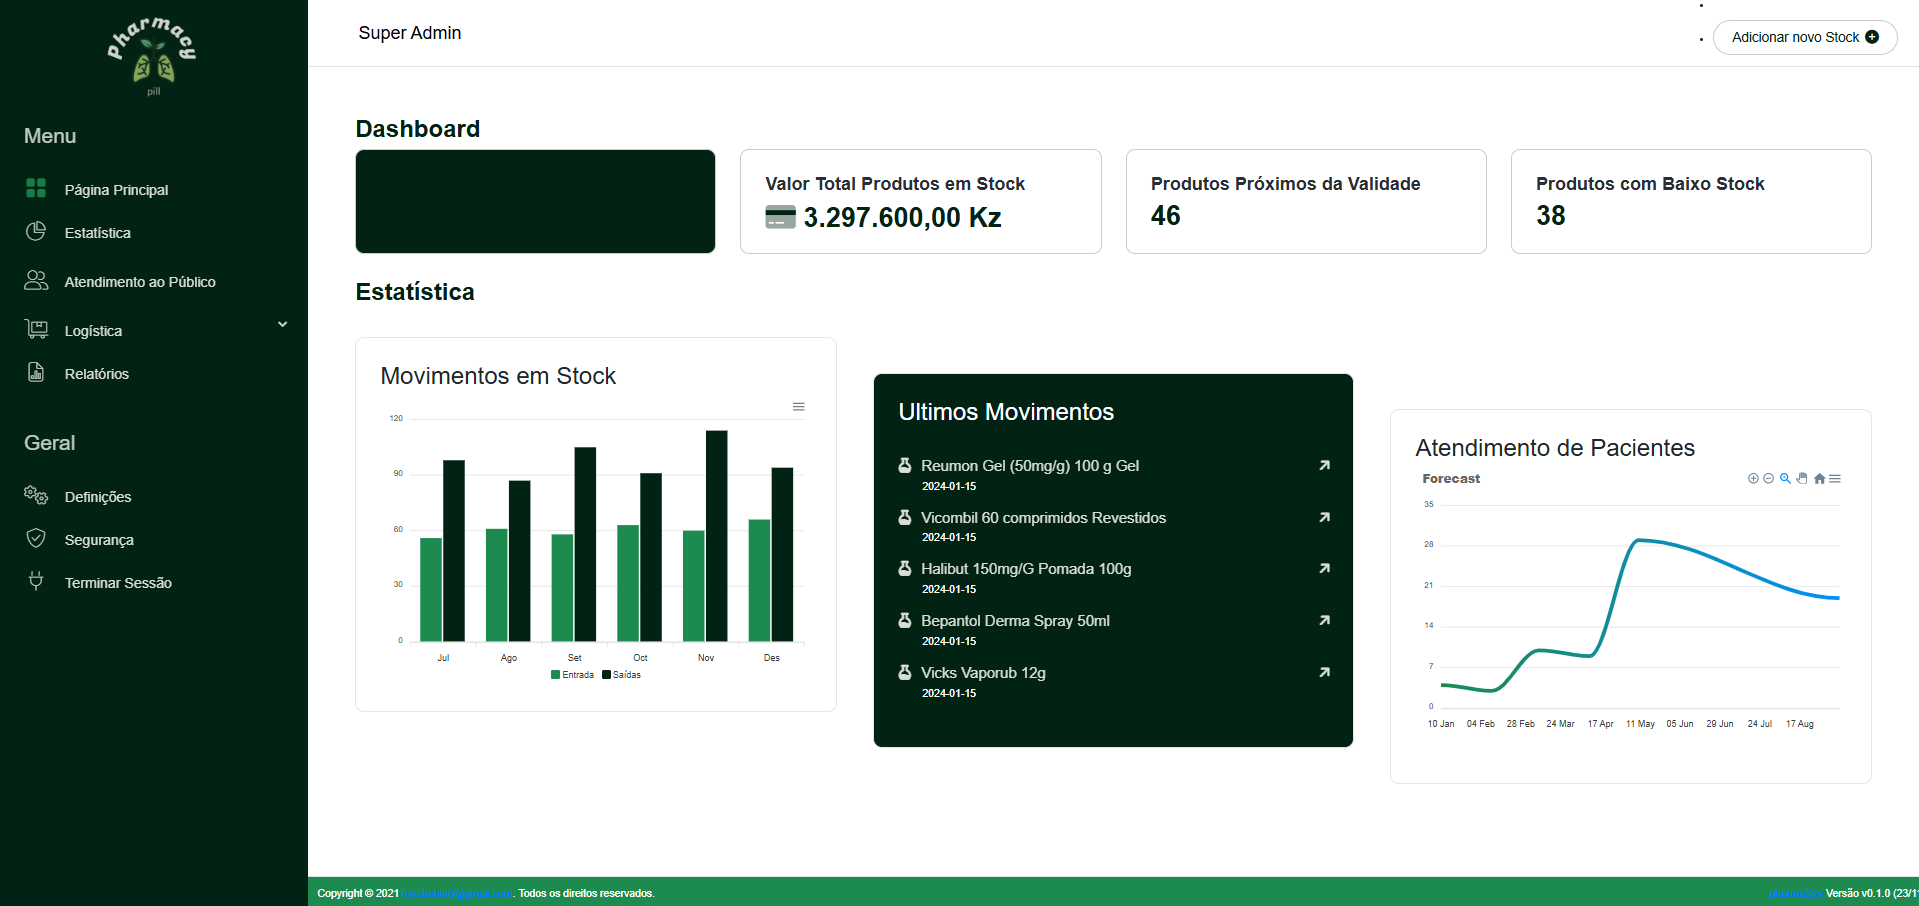 Pharmacy
pill
Menu
Página Principal
Estatística
Atendimento ao Público
Logística
Relatórios
Geral
Definições
Segurança
Terminar Sessão
Super Admin
Adicionar novo Stock
Dashboard
Valor Total Produtos em Stock
3.297.600,00 Kz
Produtos Próximos da Validade
46
Produtos com Baixo Stock
38
Estatística
Movimentos em Stock
120
90
60
30
0
Jul Ago Set Oct Nov Des
Entrada Saídas
Ultimos Movimentos
Reumon Gel (50mg/g) 100 g Gel
2024-01-15
Vicombil 60 comprimidos Revestidos
2024-01-15
Halibut 150mg/G Pomada 100g
2024-01-15
Bepantol Derma Spray 50ml
2024-01-15
Vicks Vaporub 12g
2024-01-15
Atendimento de Pacientes
Forecast
35
28
21
14
7
0
10 Jan 04 Feb 28 Feb 24 Mar 17 Apr 11 May 05 Jun 29 Jun 24 Jul 17 Aug
Copyright © 2021 . Todos os direitos reservados.
Versão v0.1.0 (23/11